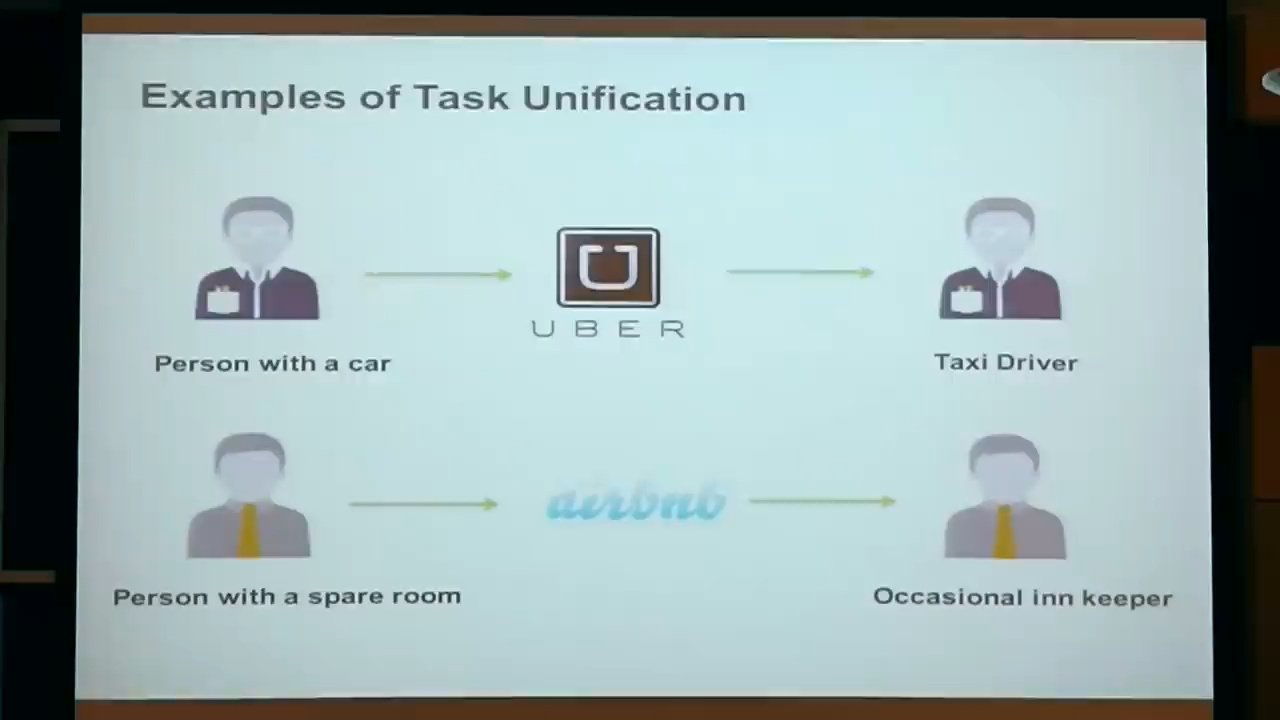 Examples of Task Unification
U
UBER
Person with a car
Taxi Driver
airbnb
Person with a spare room
Occasional inn keeper